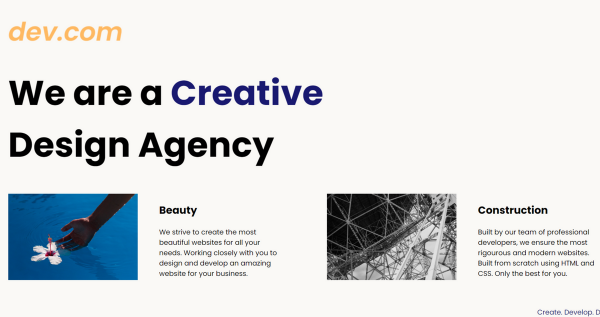 dev.com
We are a Creative
Design Agency
Beauty
We strive to create the most
beautiful websites for all your
needs. Working closely with you to
design and develop an amazing
website for your business.
Construction
Built by our team of professional
developers, we ensure the most
rigourous and modern websites.
Built from scratch using HTML and
CSS. Only the best for you.
Create. Develop. D